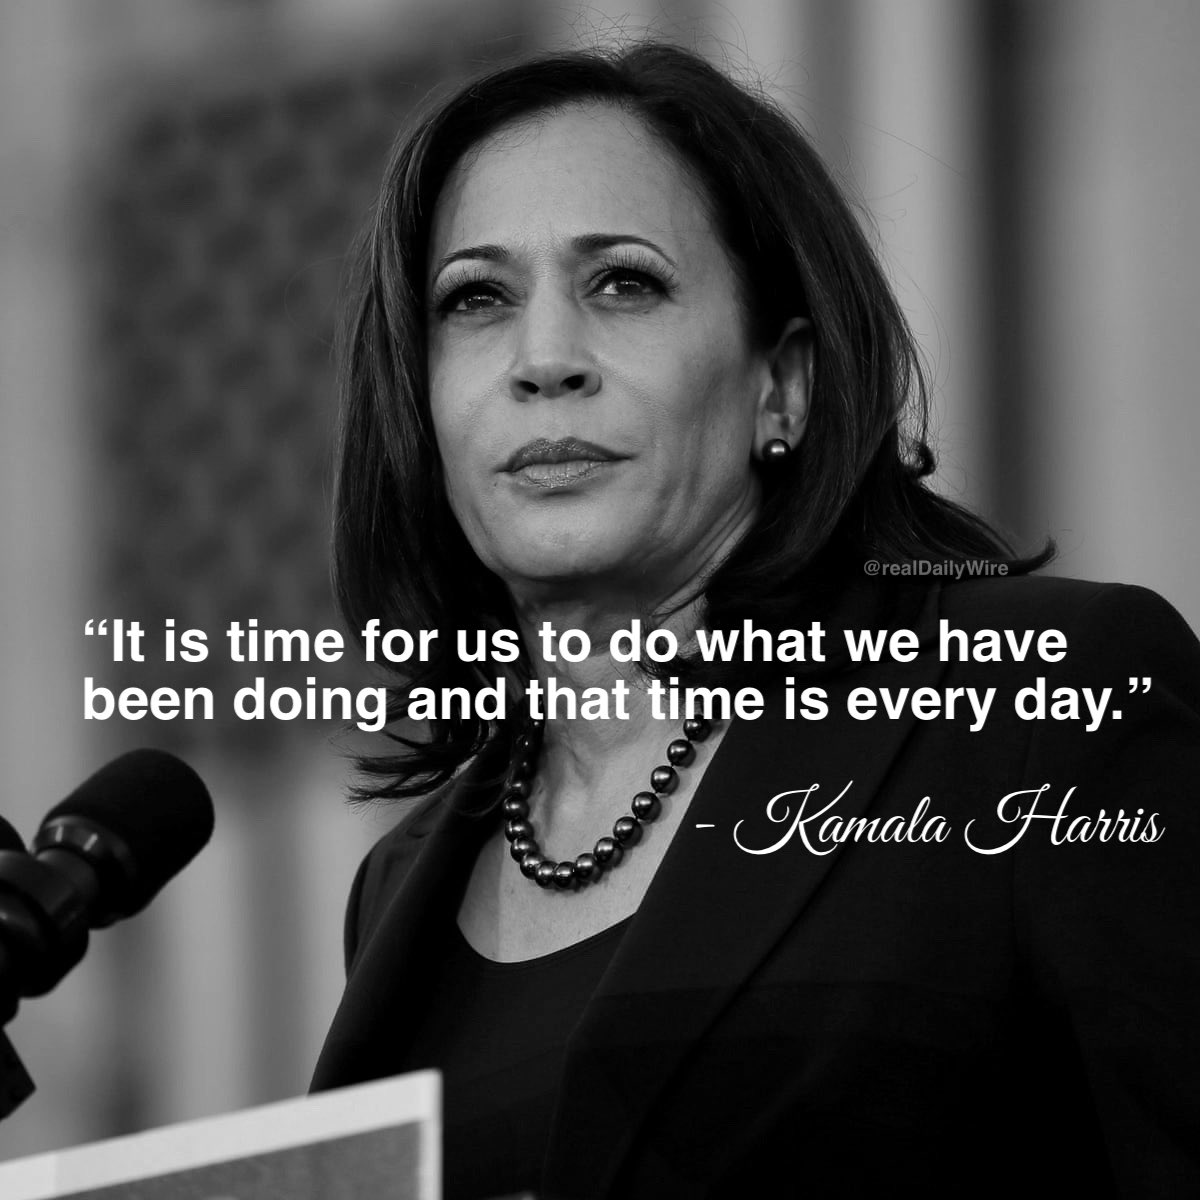 @realDailyWire
“It is time for us to do what we have
been doing and that time is every day.”
- Kamala Harris